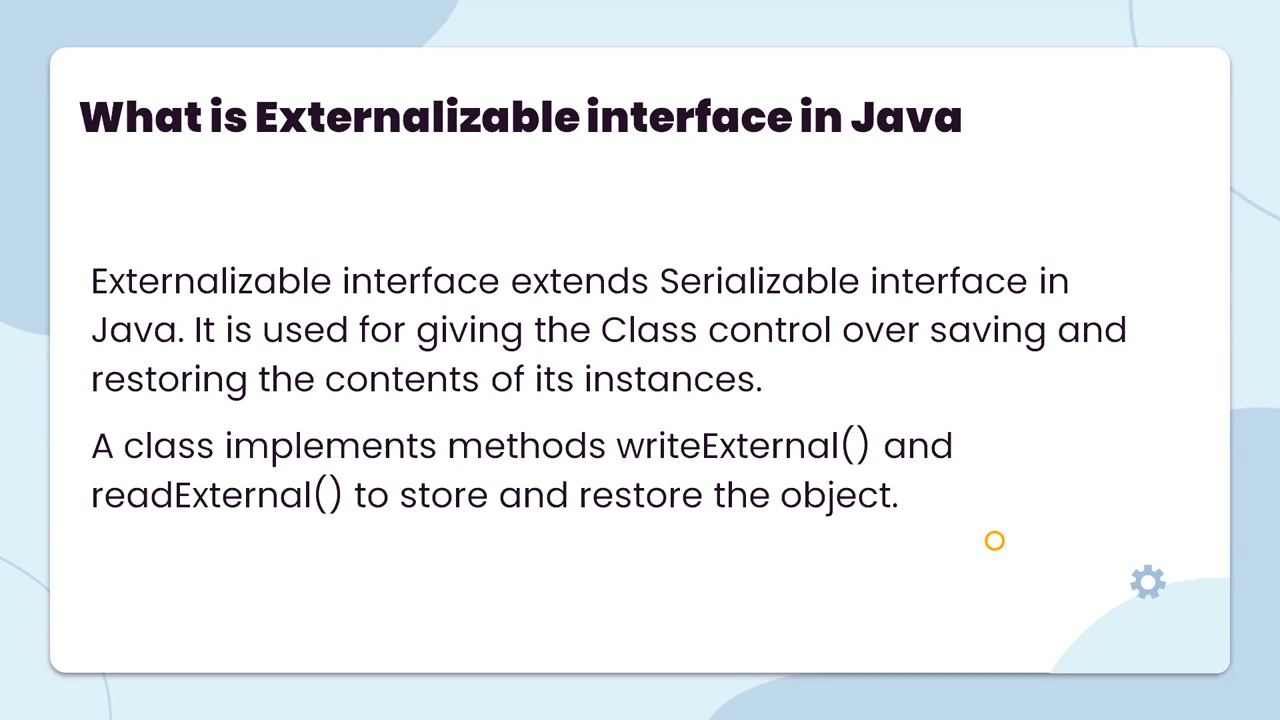 What is Externalizable interface in Java
Externalizable interface extends Serializable interface in
Java. It is used for giving the Class control over saving and
restoring the contents of its instances.
A class implements methods writeExternal() and
readExternal() to store and restore the object.